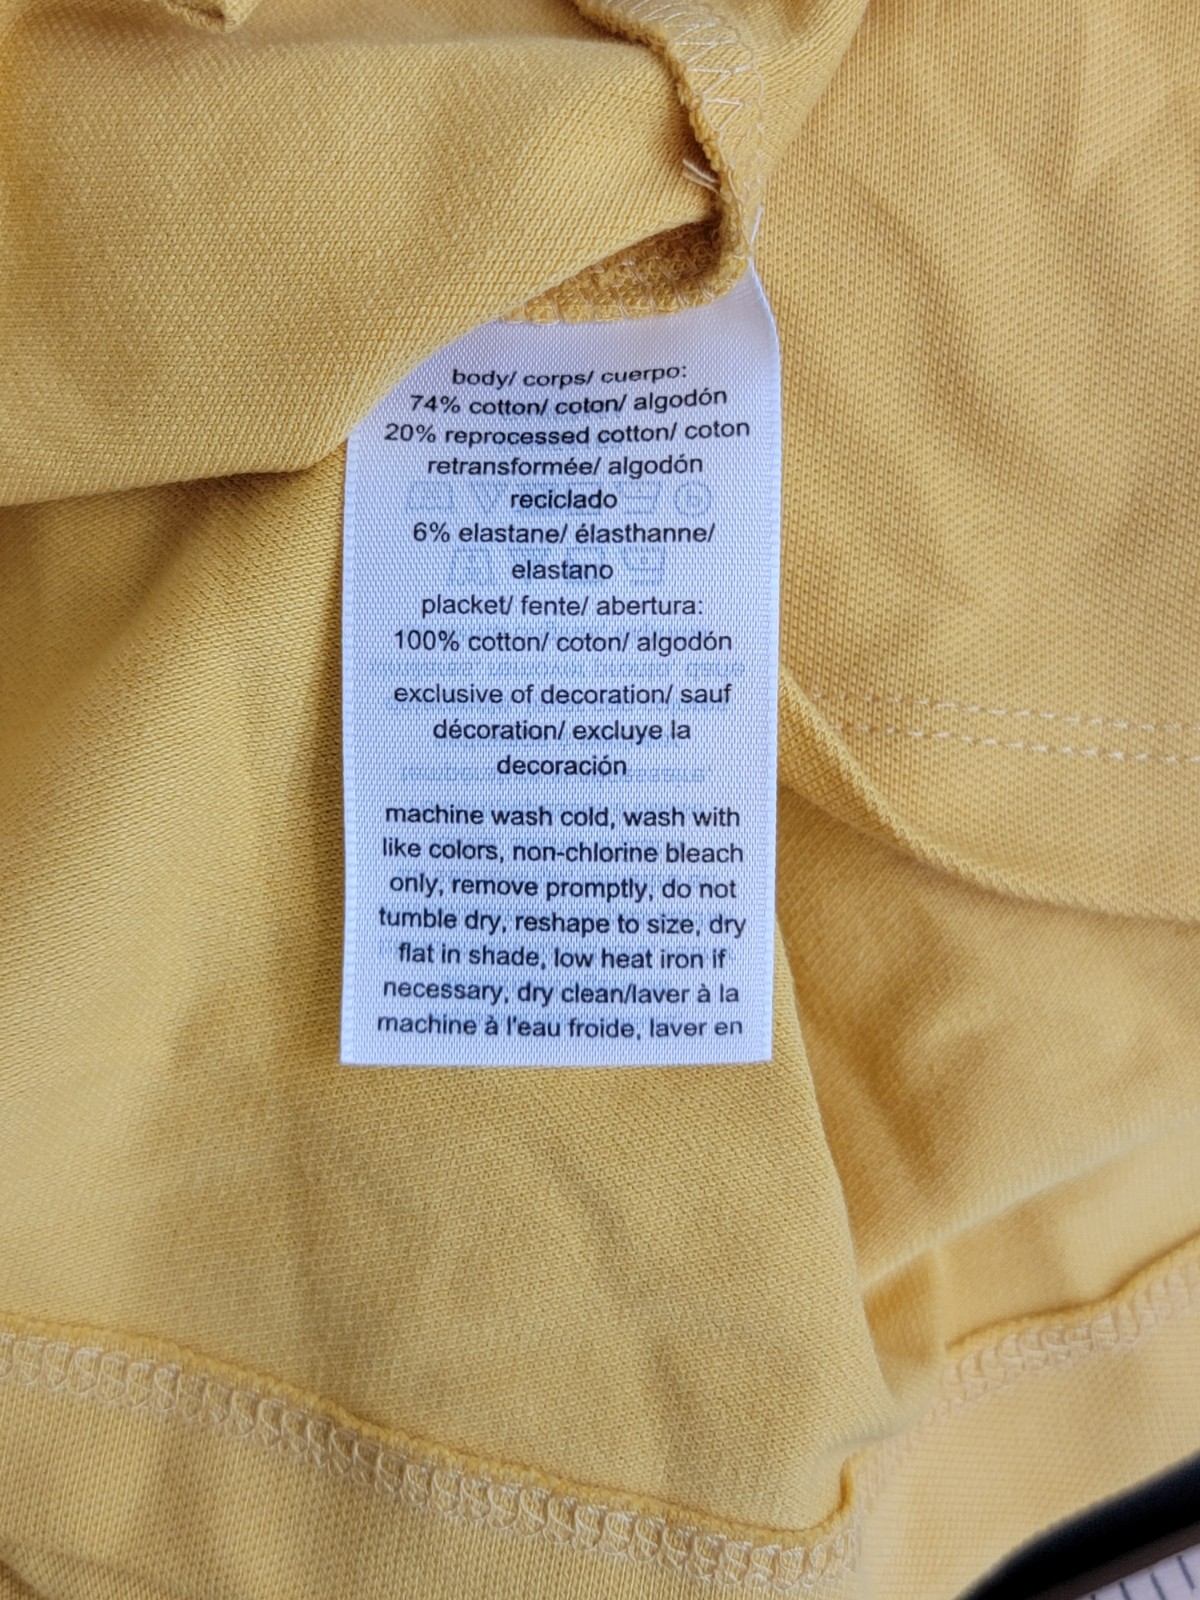 body/ corps/ cuerpo:
74% cotton/ coton/ algodón
20% reprocessed cotton/ coton
retransformée/ algodón
reciclado
6% elastane/ élasthanne/
elastano
placket/ fente/ abertura:
100% cotton/ coton/ algodón
exclusive of decoration/ sauf
décoration/ excluye la
decoración
machine wash cold, wash with
like colors, non-chlorine bleach
only, remove promptly, do not
tumble dry, reshape to size, dry
flat in shade, low heat iron if
necessary, dry clean/laver à la
machine à l'eau froide, laver en